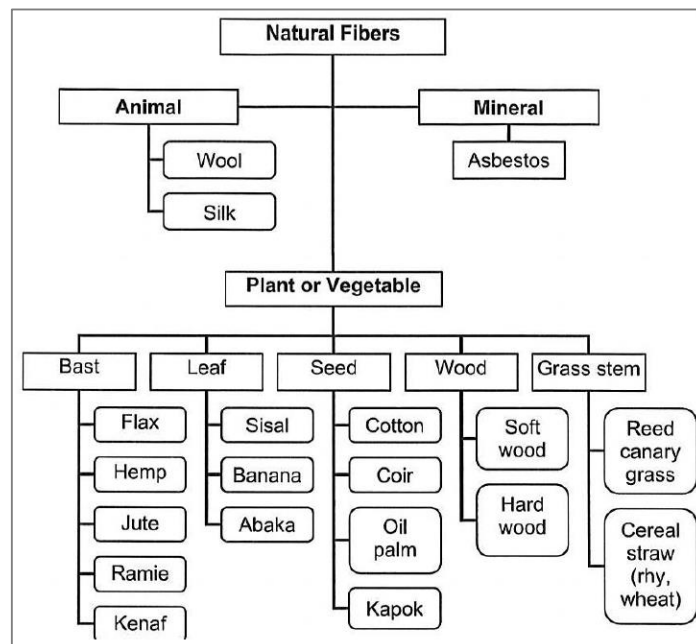 Natural Fibers
Animal
Mineral
Wool
Asbestos
Silk
Plant or Vegetable
Bast
Leaf
Seed
Wood
Grass stem
Flax
Hemp
Jute
Ramie
Kenaf
Sisal
Banana
Abaka
Cotton
Coir
Oil
palm
Kapok
Soft
wood
Hard
wood
Reed
canary
grass
Cereal
straw
(rhy,
wheat)